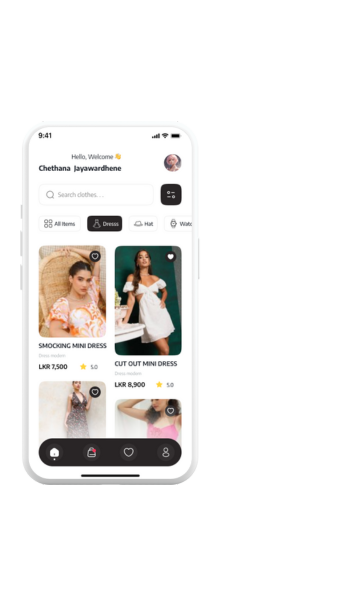 9:41
Hello, Welcome 👋
Chethana Jayawardhene
Search clothes. . .
All Items
Dresss
Hat
Watc
SMOCKING MINI DRESS
Dress modern
LKR 7,500
5.0
CUT OUT MINI DRESS
Dress modern
LKR 8,900
5.0